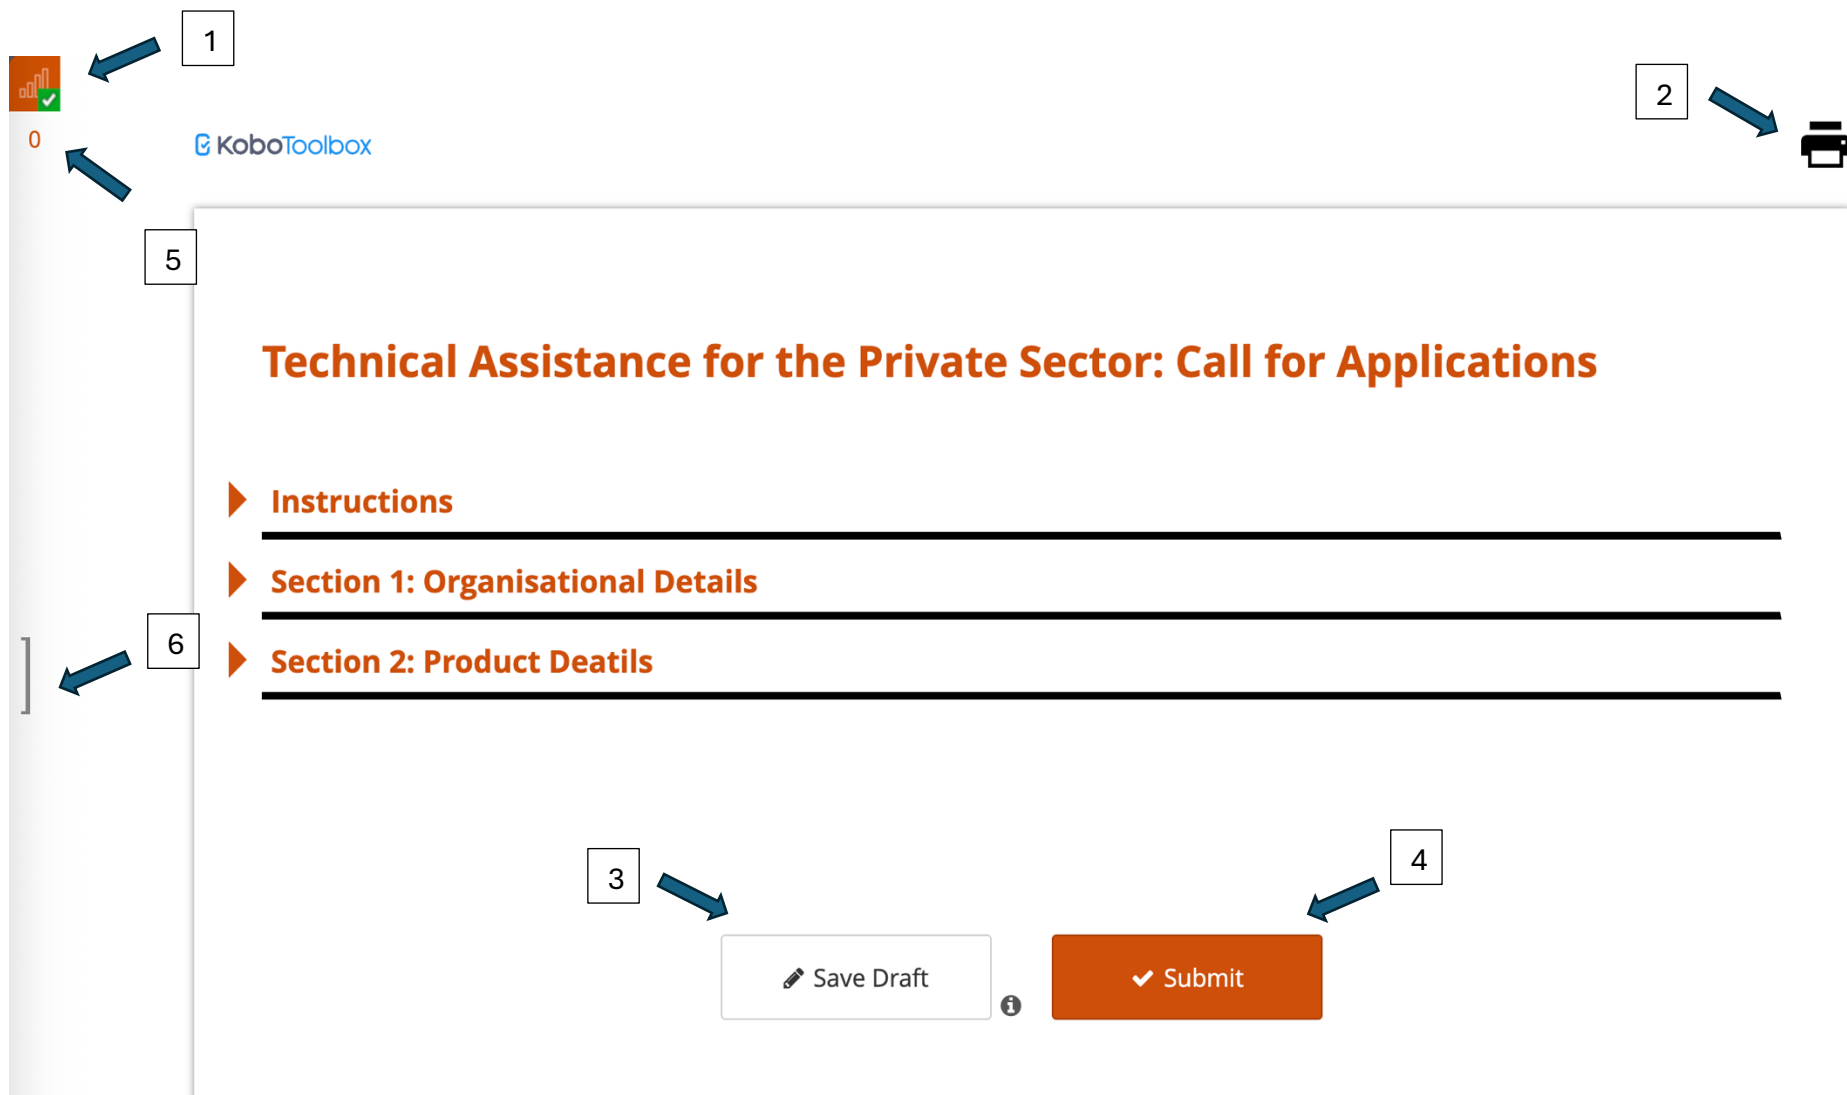 1
2
0
KoboToolbox
5
Technical Assistance for the Private Sector: Call for Applications
Instructions
Section 1: Organisational Details
6
Section 2: Product Deatils
4
3
Save Draft
Submit